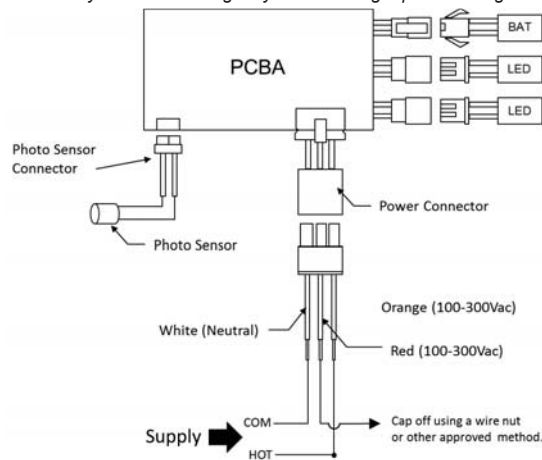 PCBA
BAT
LED
LED
Photo Sensor
Connector
Photo Sensor
Power Connector
Orange (100-300Vac)
White (Neutral)
Red (100-300Vac)
COM
Supply
HOT
Cap off using a wire nut
or other approved method.